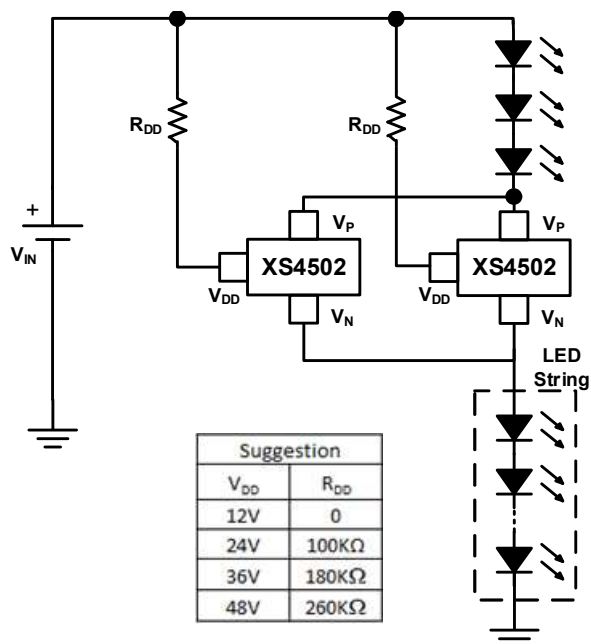 R_DD
R_DD
+
V_IN
V_P
V_P
XS4502
XS4502
V_DD
V_DD
V_N
V_N
LED
String
Suggestion
V_DD R_DD
12V 0
24V 100KΩ
36V 180KΩ
48V 260KΩ